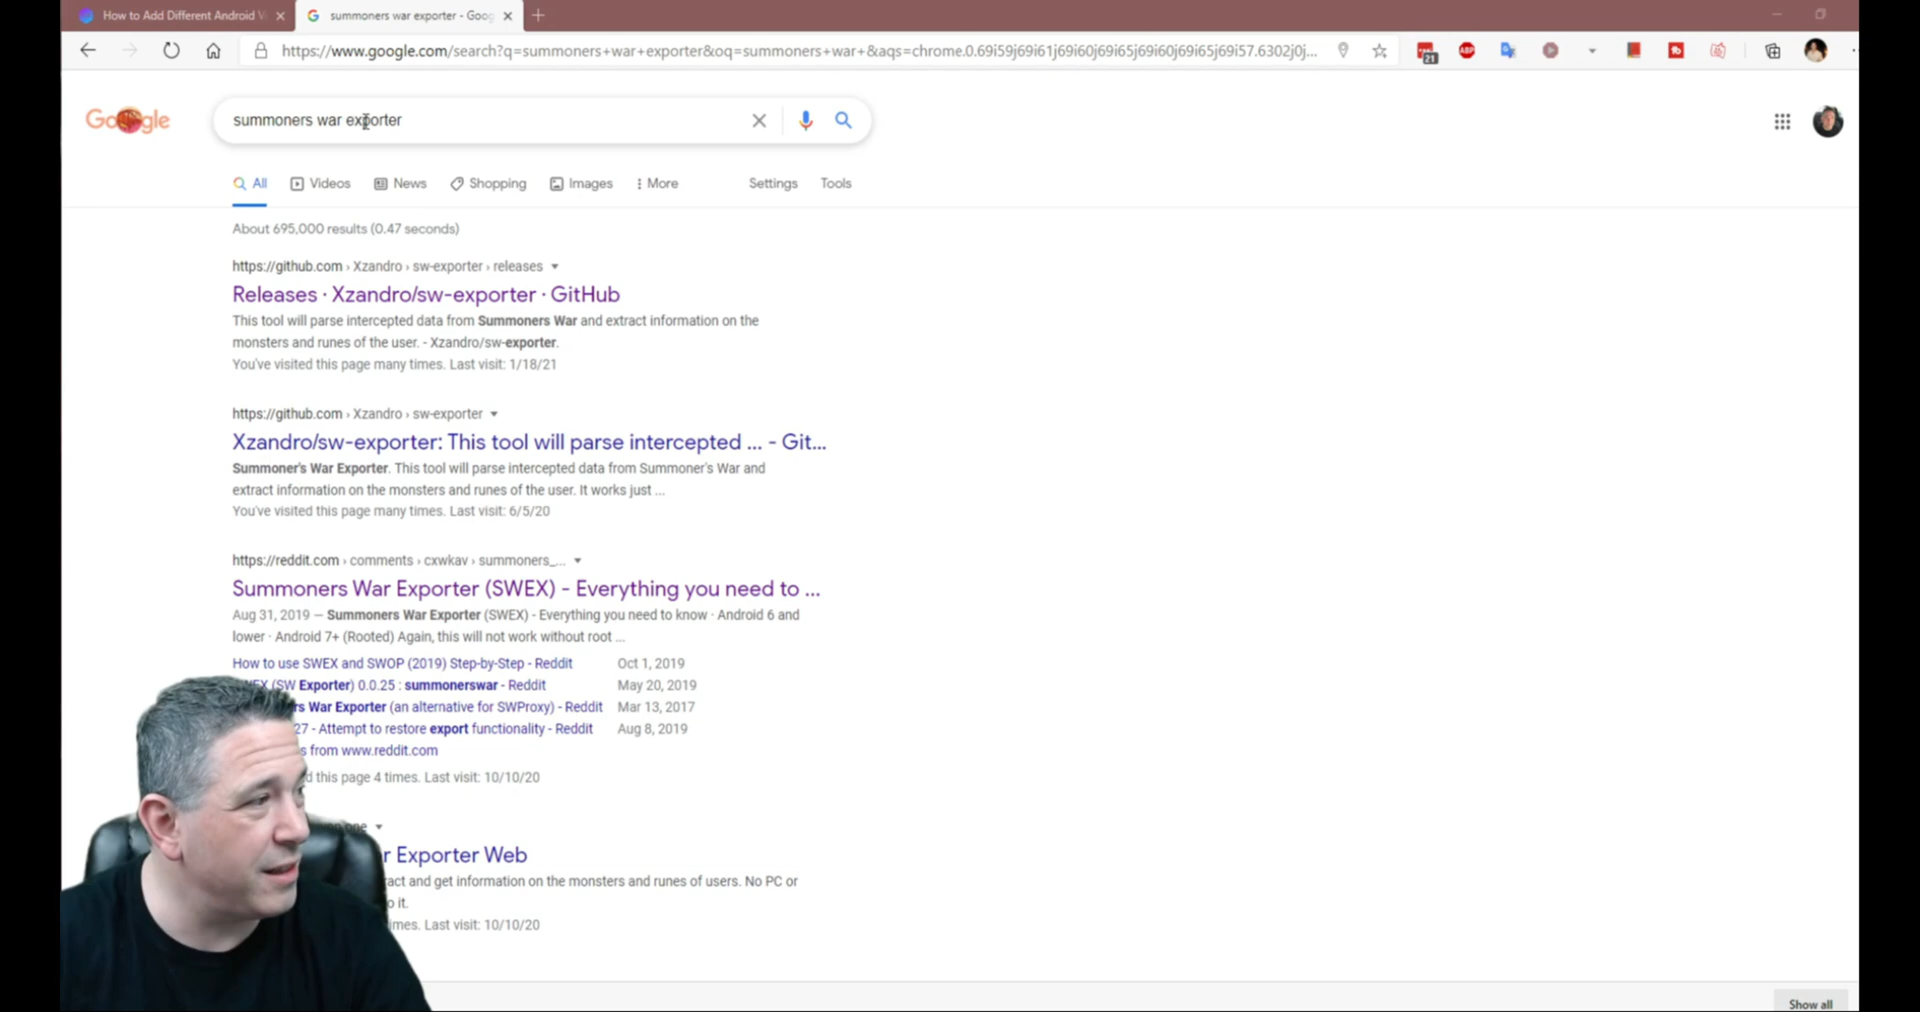 How to Add Different Android V
summoners war exporter - Goog
https://www.google.com/search?q=summoners+war+exporter&oq=summoners+war+&aqs=chrome.0.69i59j69i61j69i60j69i65j69i60j69i65j69i57.6302j0j...
21
ABP
Google
summoners war exporter
All
Videos
News
Shopping
Images
More
Settings
Tools
About 695,000 results (0.47 seconds)
https://github.com › Xzandro › sw-exporter › releases
Releases · Xzandro/sw-exporter · GitHub
This tool will parse intercepted data from Summoners War and extract information on the
monsters and runes of the user. - Xzandro/sw-exporter.
You've visited this page many times. Last visit: 1/18/21
https://github.com › Xzandro › sw-exporter
Xzandro/sw-exporter: This tool will parse intercepted ... - Git...
Summoner's War Exporter. This tool will parse intercepted data from Summoner's War and
extract information on the monsters and runes of the user. It works just ...
You've visited this page many times. Last visit: 6/5/20
https://reddit.com › comments › cxwkav › summoners_...
Summoners War Exporter (SWEX) - Everything you need to ...
Aug 31, 2019 — Summoners War Exporter (SWEX) - Everything you need to know · Android 6 and
lower · Android 7+ (Rooted) Again, this will not work without root ...
How to use SWEX and SWOP (2019) Step-by-Step - Reddit Oct 1, 2019
(SW Exporter) 0.0.25 : summonerswar - Reddit May 20, 2019
War Exporter (an alternative for SWProxy) - Reddit Mar 13, 2017
27 - Attempt to restore export functionality - Reddit Aug 8, 2019
from www.reddit.com
this page 4 times. Last visit: 10/10/20
r Exporter Web
and get information on the monsters and runes of users. No PC or
it.
Last visit: 10/10/20
Show all